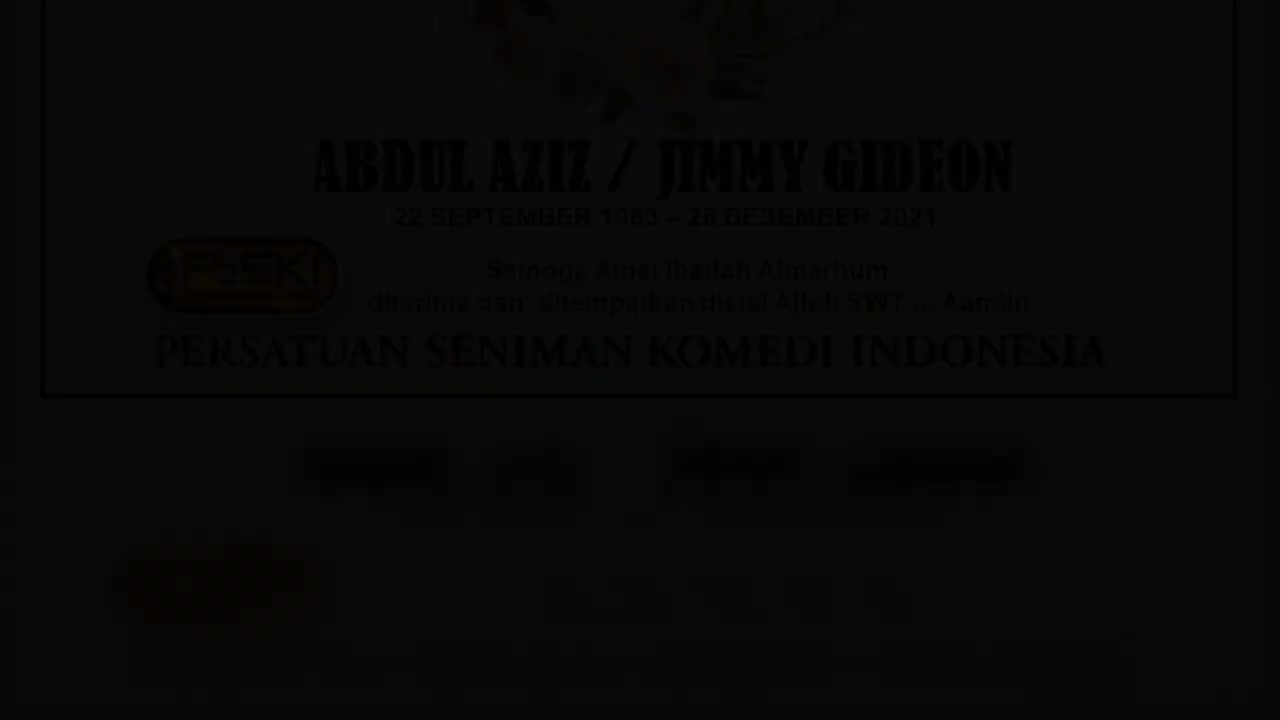 ABDUL AZIZ / JIMMY GIDEON
22 SEPTEMBER 1963 - 28 DESEMBER 2021
PaSKI
Semoga Amal Ibadah Almarhum
diterima dan ditempatkan disisi Allah SWT ... Aamiin
PERSATUAN SENIMAN KOMEDI INDONESIA